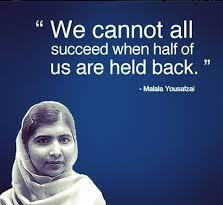 “ We cannot all
succeed when half of
us are held back. ”
- Malala Yousafzai